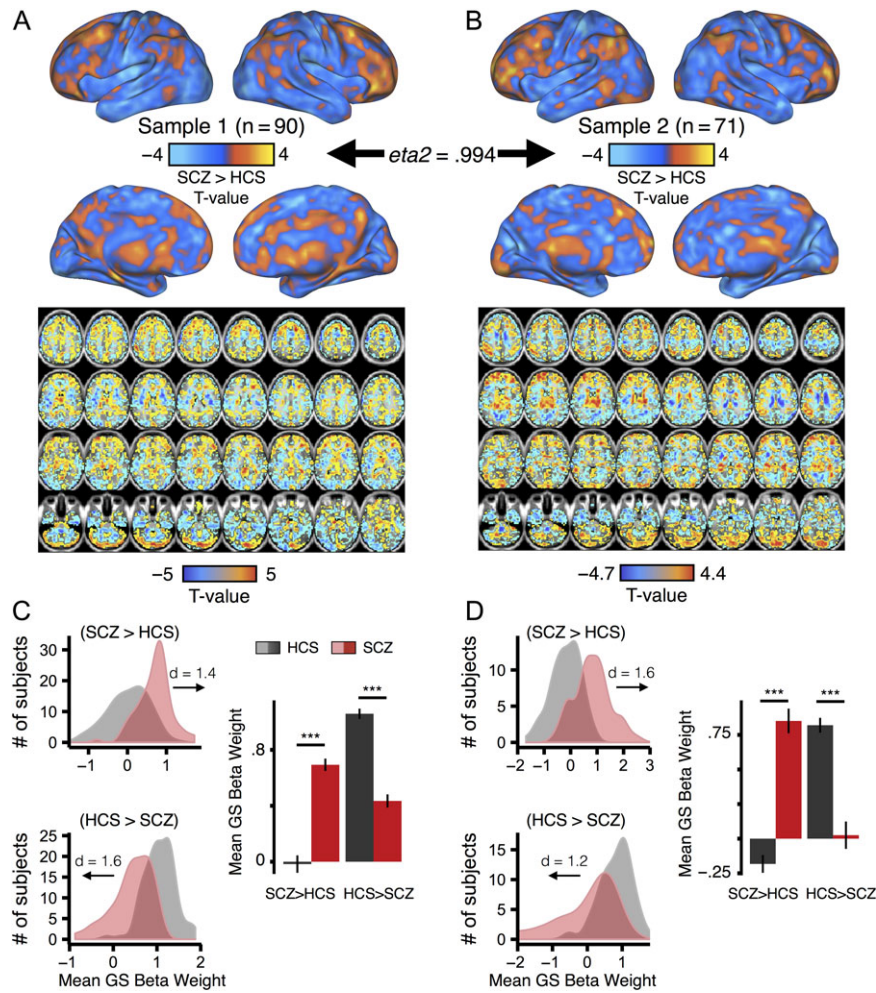 A
B
Sample 1 (n = 90)
−4
4
SCZ > HCS
T-value
eta2 = .994
Sample 2 (n = 71)
−4
4
SCZ > HCS
T-value
−5
5
T-value
−4.7
4.4
T-value
C
(SCZ > HCS)
# of subjects
30
20
10
0
d = 1.4
−1
0
1
HCS
SCZ
(HCS > SCZ)
# of subjects
25
20
15
10
5
0
d = 1.6
−1
0
1
2
Mean GS Beta Weight
Mean GS Beta Weight
.8
0
***
***
SCZ>HCS
HCS>SCZ
D
(SCZ > HCS)
# of subjects
10
5
0
d = 1.6
−2
−1
0
1
2
3
(HCS > SCZ)
# of subjects
15
10
5
0
d = 1.2
−2
−1
0
1
Mean GS Beta Weight
Mean GS Beta Weight
.75
−.25
***
***
SCZ>HCS
HCS>SCZ